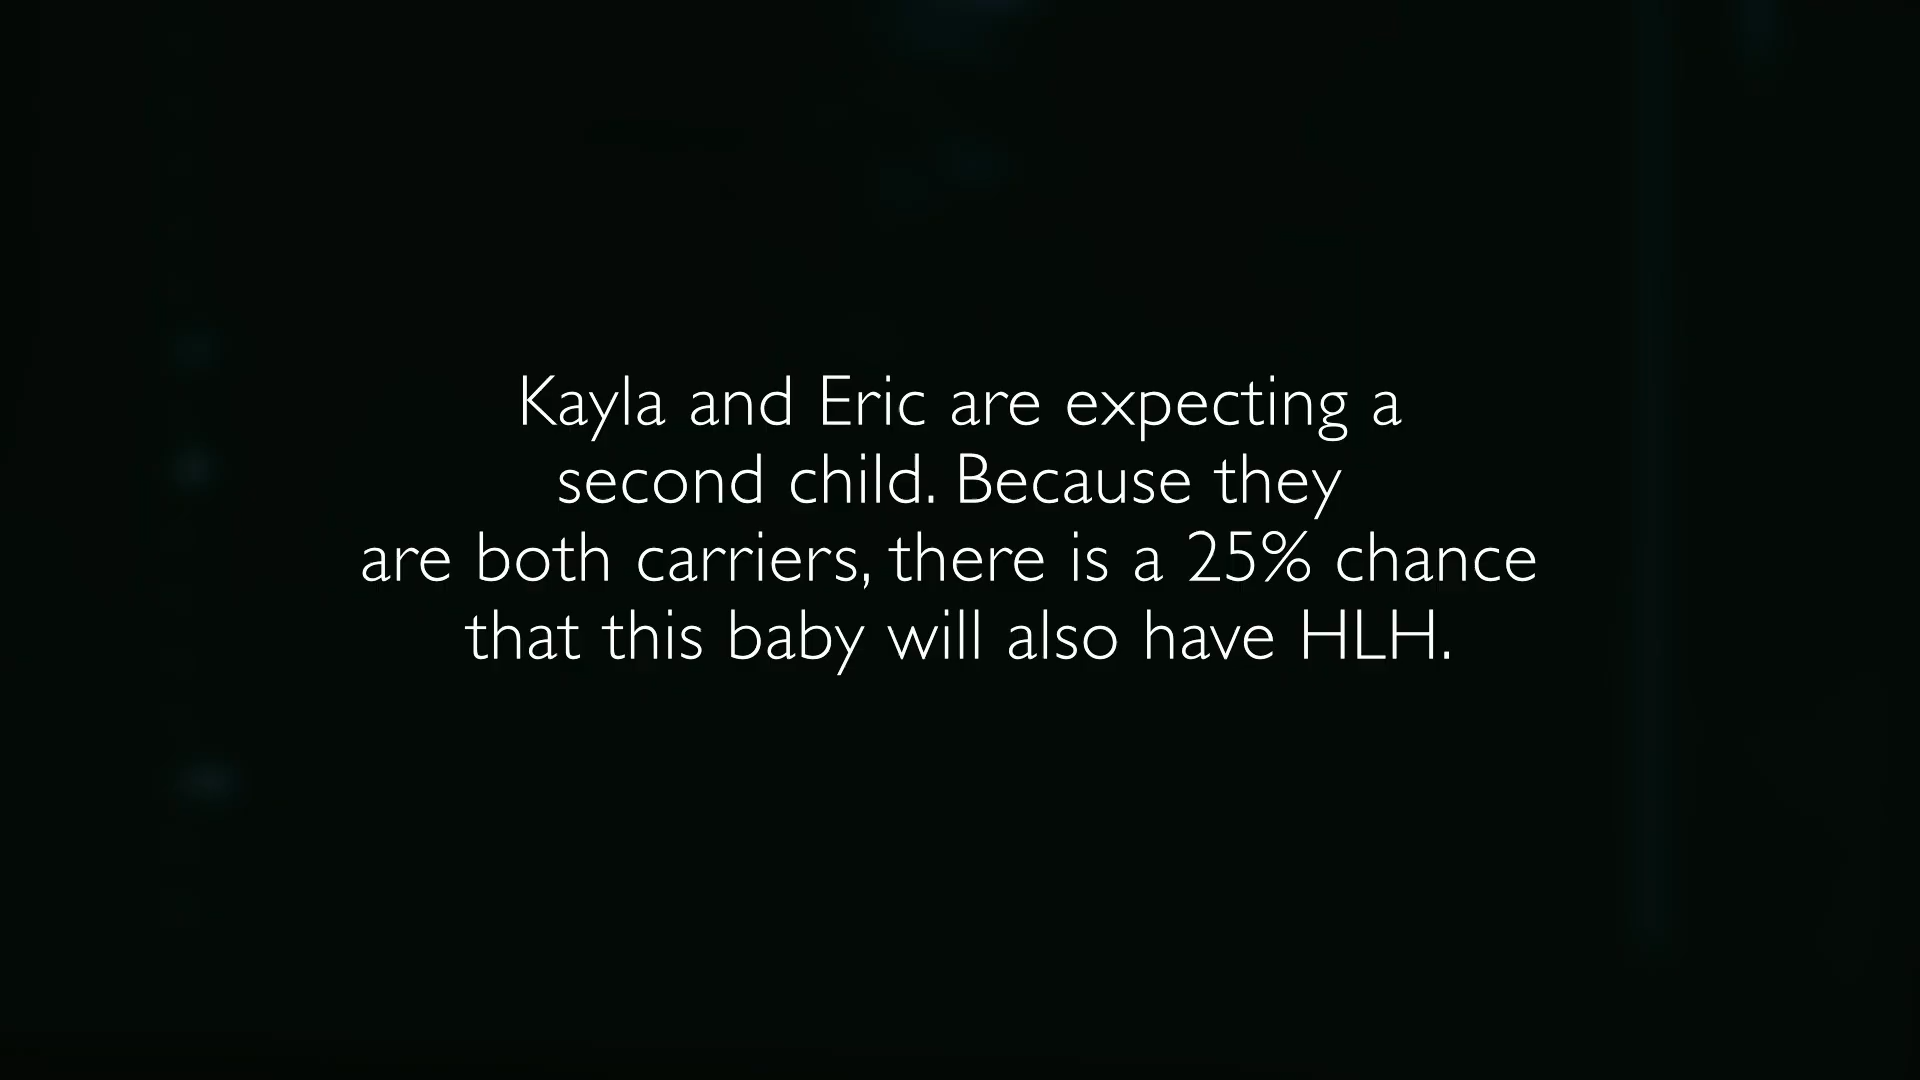 Kayla and Eric are expecting a
second child. Because they
are both carriers, there is a 25% chance
that this baby will also have HLH.